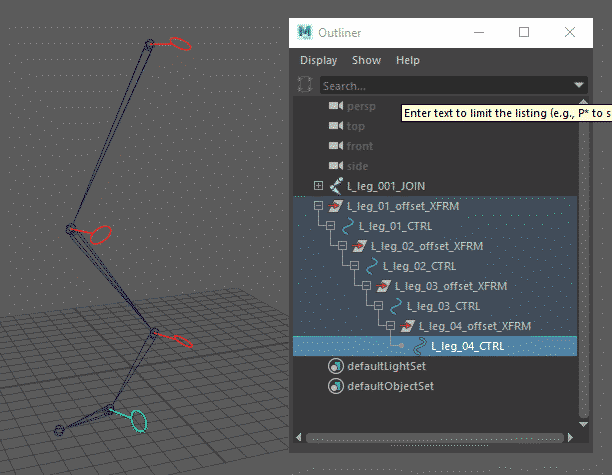 Outliner
Display Show Help
Search...
Enter text to limit the listing (e.g., P* to s
persp
top
front
side
L_leg_001_JOIN
L_leg_01_offset_XFRM
L_leg_01_CTRL
L_leg_02_offset_XFRM
L_leg_02_CTRL
L_leg_03_offset_XFRM
L_leg_03_CTRL
L_leg_04_offset_XFRM
L_leg_04_CTRL
defaultLightSet
defaultObjectSet